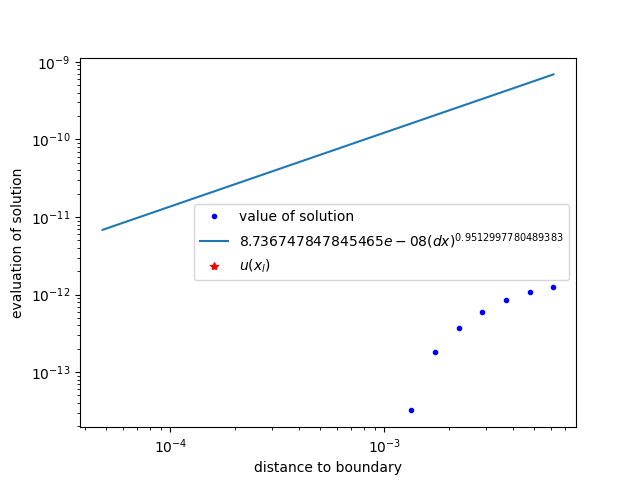 10⁻⁹
10⁻¹⁰
10⁻¹¹
10⁻¹²
10⁻¹³
evaluation of solution
value of solution
8.736747847845465e − 08(dx)^0.9512997780489383
u(x_l)
10⁻⁴
10⁻³
distance to boundary